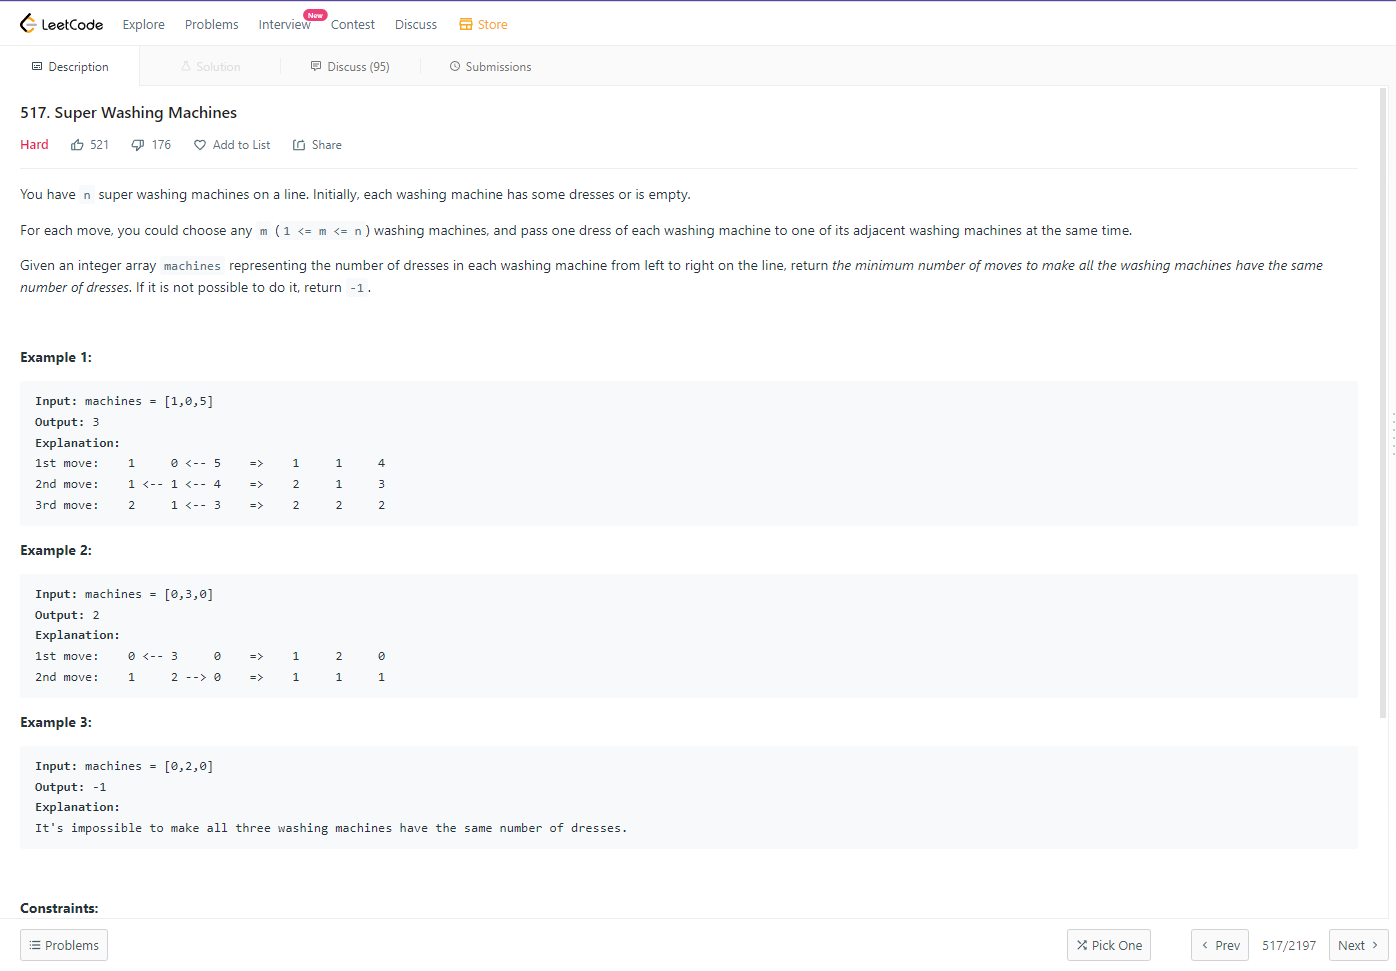 LeetCode Explore Problems Interview New Contest Discuss Store
Description Solution Discuss (95) Submissions
517. Super Washing Machines
Hard 521 176 Add to List Share
You have n super washing machines on a line. Initially, each washing machine has some dresses or is empty.
For each move, you could choose any m (1 <= m <= n) washing machines, and pass one dress of each washing machine to one of its adjacent washing machines at the same time.
Given an integer array machines representing the number of dresses in each washing machine from left to right on the line, return the minimum number of moves to make all the washing machines have the same
number of dresses. If it is not possible to do it, return -1.
Example 1:
Input: machines = [1,0,5]
Output: 3
Explanation:
1st move:    1     0 <-- 5    =>    1     1     4
2nd move:    1 <-- 1 <-- 4    =>    2     1     3
3rd move:    2     1 <-- 3    =>    2     2     2
Example 2:
Input: machines = [0,3,0]
Output: 2
Explanation:
1st move:    0 <-- 3     0    =>    1     2     0
2nd move:    1     2 --> 0    =>    1     1     1
Example 3:
Input: machines = [0,2,0]
Output: -1
Explanation:
It's impossible to make all three washing machines have the same number of dresses.
Constraints:
Problems Pick One < Prev 517/2197 Next >